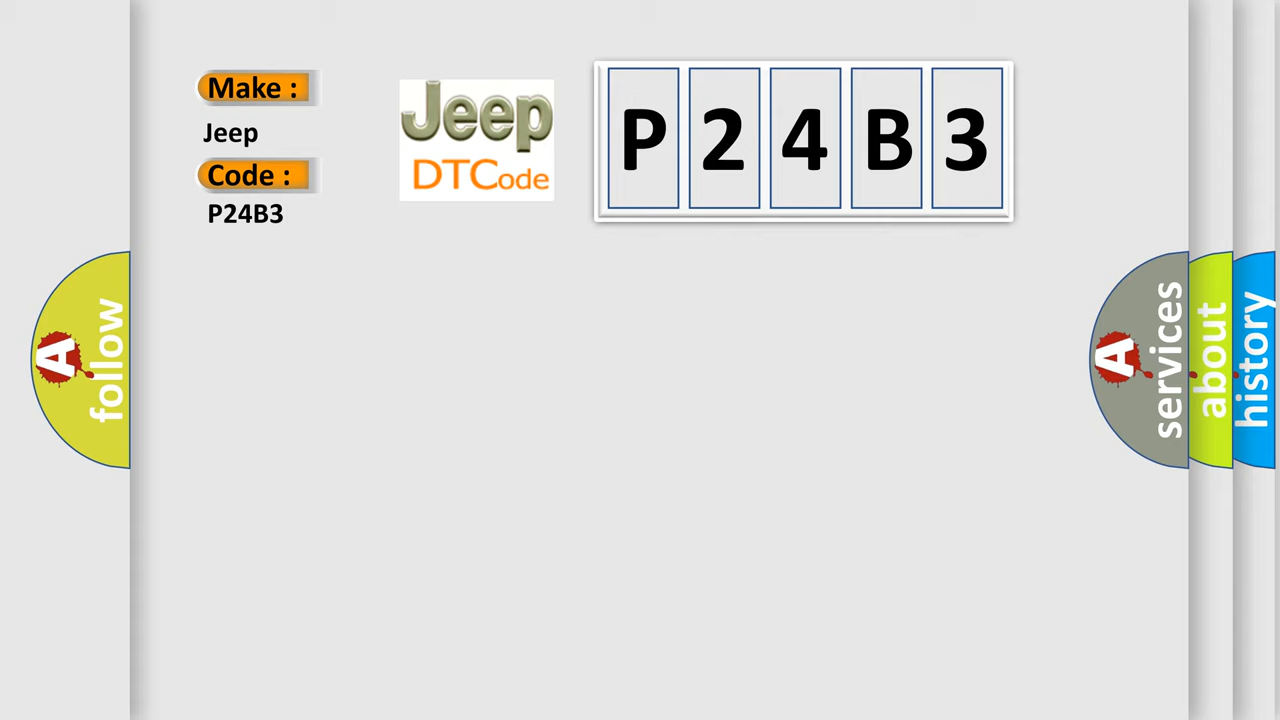 Make :
Jeep
Code :
P24B3
Jeep
DTCode
P 2 4 B 3
A follow
A services
about
history